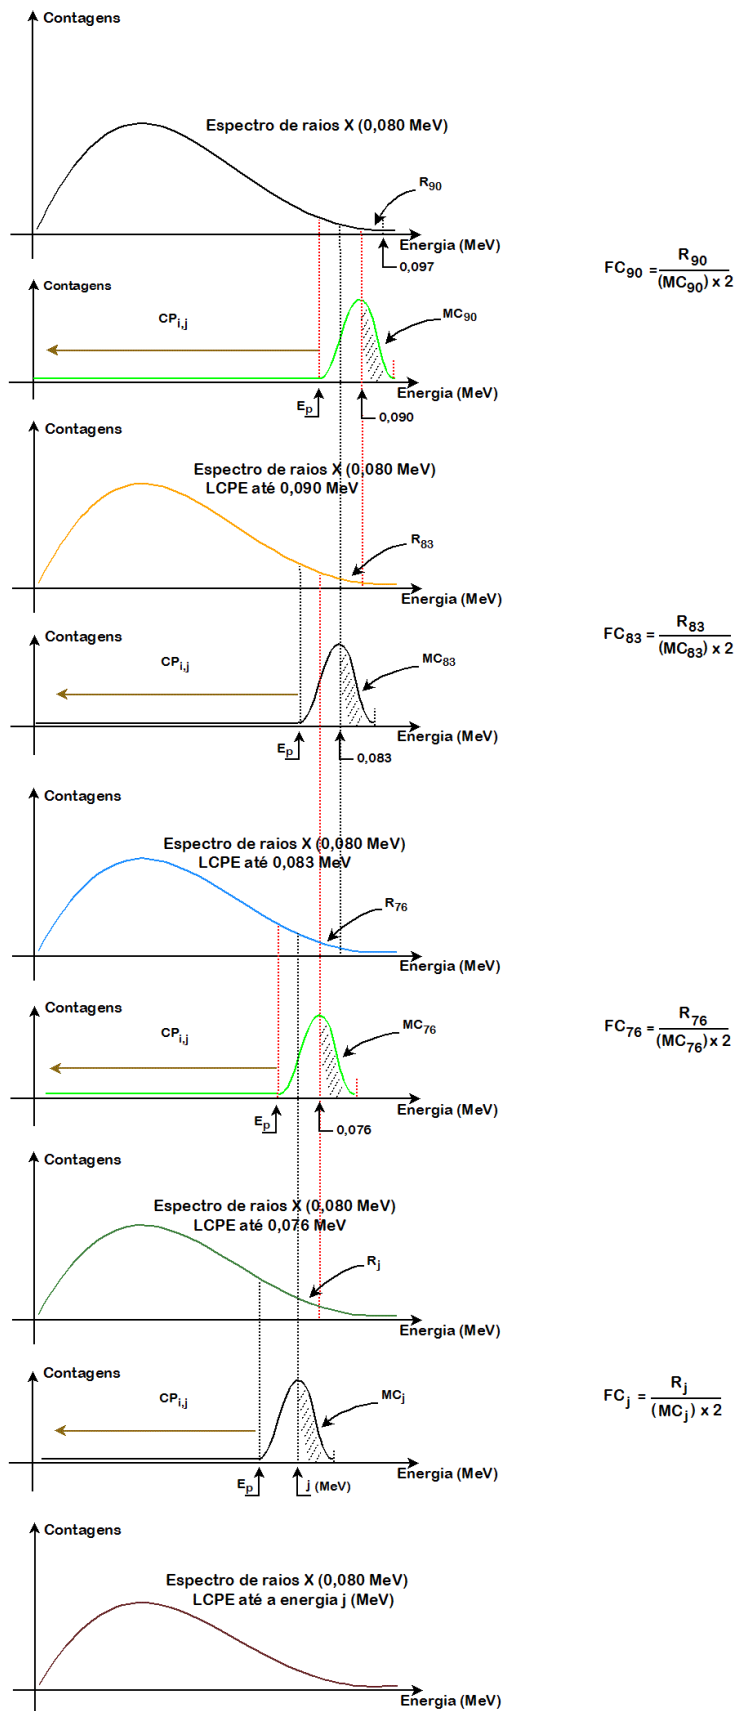 Contagens
Espectro de raios X (0,080 MeV)
R90
Energia (MeV)
0,097
FC90 = R90
(MC90) x 2
Contagens
CPi,j
MC90
Energia (MeV)
Ep
0,090
Contagens
Espectro de raios X (0,080 MeV)
LCPE até 0,090 MeV
R83
Energia (MeV)
FC83 = R83
(MC83) x 2
Contagens
CPi,j
MC83
Energia (MeV)
Ep
0,083
Contagens
Espectro de raios X (0,080 MeV)
LCPE até 0,083 MeV
R76
Energia (MeV)
Contagens
CPi,j
MC76
FC76 = R76
(MC76) x 2
Energia (MeV)
Ep
0,076
Contagens
Espectro de raios X (0,080 MeV)
LCPE até 0,076 MeV
Rj
Energia (MeV)
Contagens
CPi,j
MCj
FCj = Rj
(MCj) x 2
Energia (MeV)
Ep
j (MeV)
Contagens
Espectro de raios X (0,080 MeV)
LCPE até a energia j (MeV)
Energia (MeV)